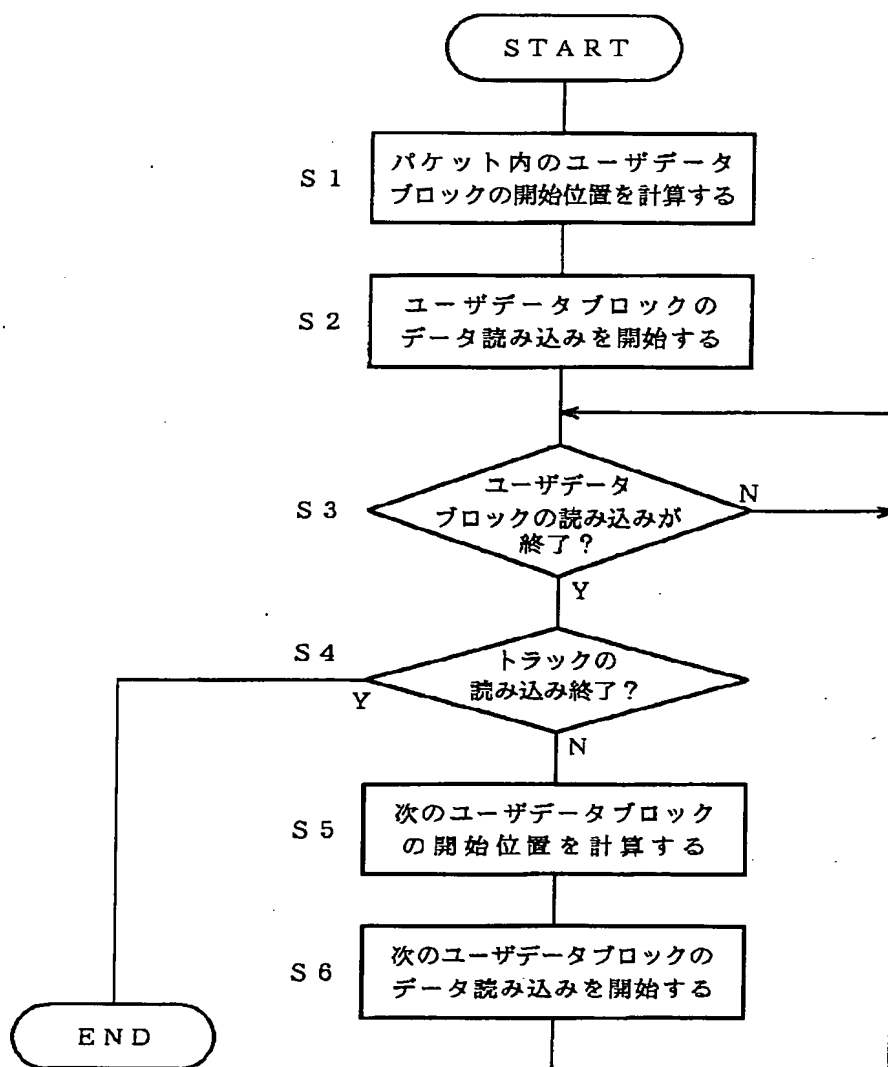 START
S1
パケット内のユーザデータ
ブロックの開始位置を計算する
S2
ユーザデータブロックの
データ読み込みを開始する
S3
ユーザデータ
ブロックの読み込みが
終了？
N
Y
S4
トラックの
読み込み終了？
Y
N
S5
次のユーザデータブロック
の開始位置を計算する
S6
次のユーザデータブロックの
データ読み込みを開始する
END